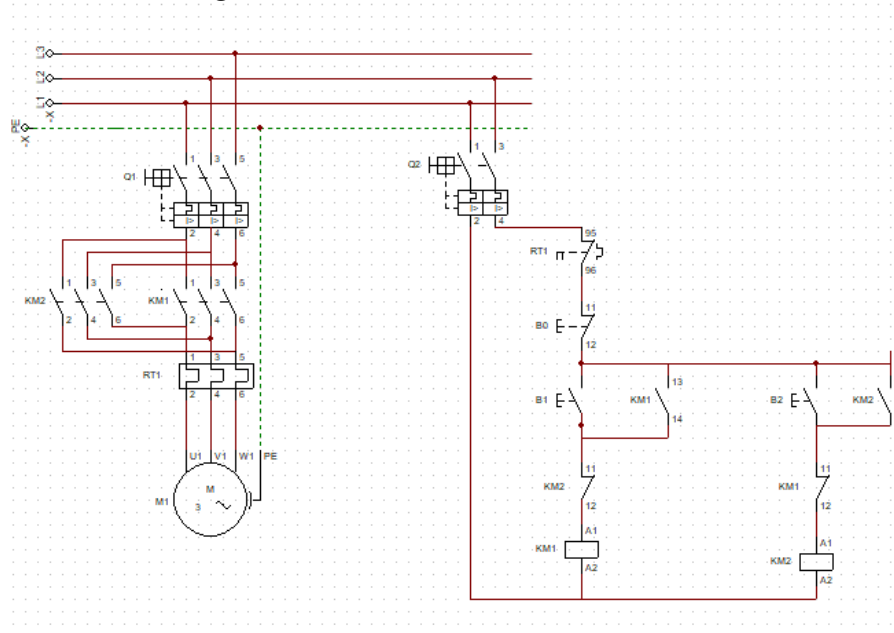 L3
L2
L1
-X
PE
-X
1 3 5
Q1
I> I> I>
2 4 6
1 3
Q2
I> I>
2 4
95
RT1
96
1 3 5
KM2
2 4 6
1 3 5
KM1
2 4 6
11
B0
12
1 3 5
RT1
2 4 6
B1
13
KM1
14
B2
KM2
U1 V1 W1 PE
M
3
M1
11
KM2
12
11
KM1
12
A1
KM1
A2
A1
KM2
A2